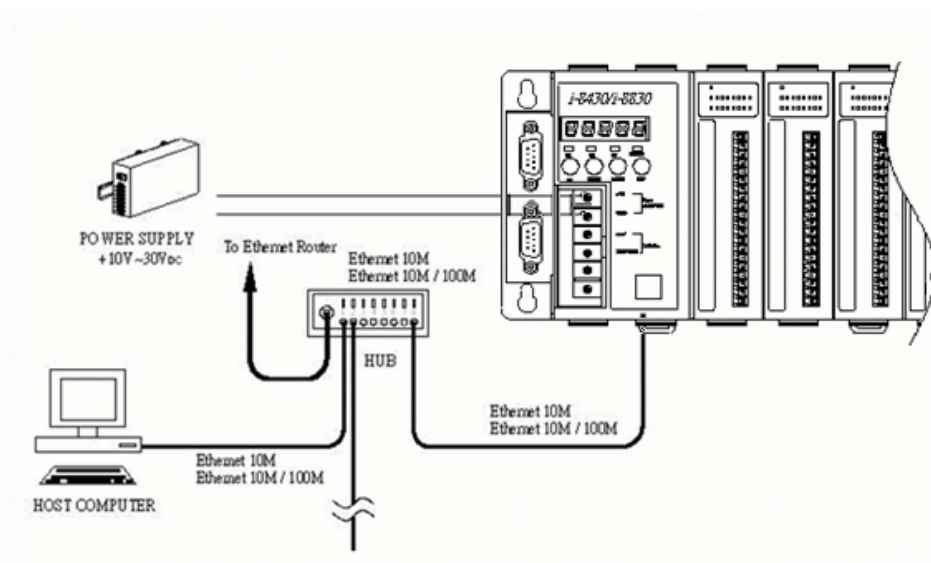 i-8430/i-8830
POWER SUPPLY
+10V~30VDC
To Ethernet Router
Ethernet 10M
Ethernet 10M / 100M
HUB
Ethernet 10M
Ethernet 10M / 100M
Ethernet 10M
Ethernet 10M / 100M
HOST COMPUTER